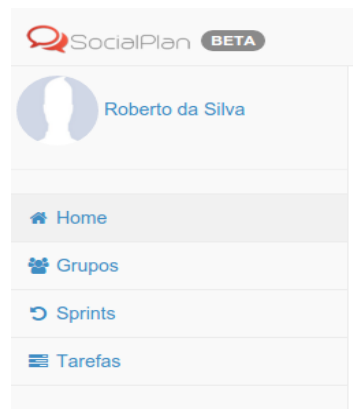 SocialPlan BETA
Roberto da Silva
Home
Grupos
Sprints
Tarefas